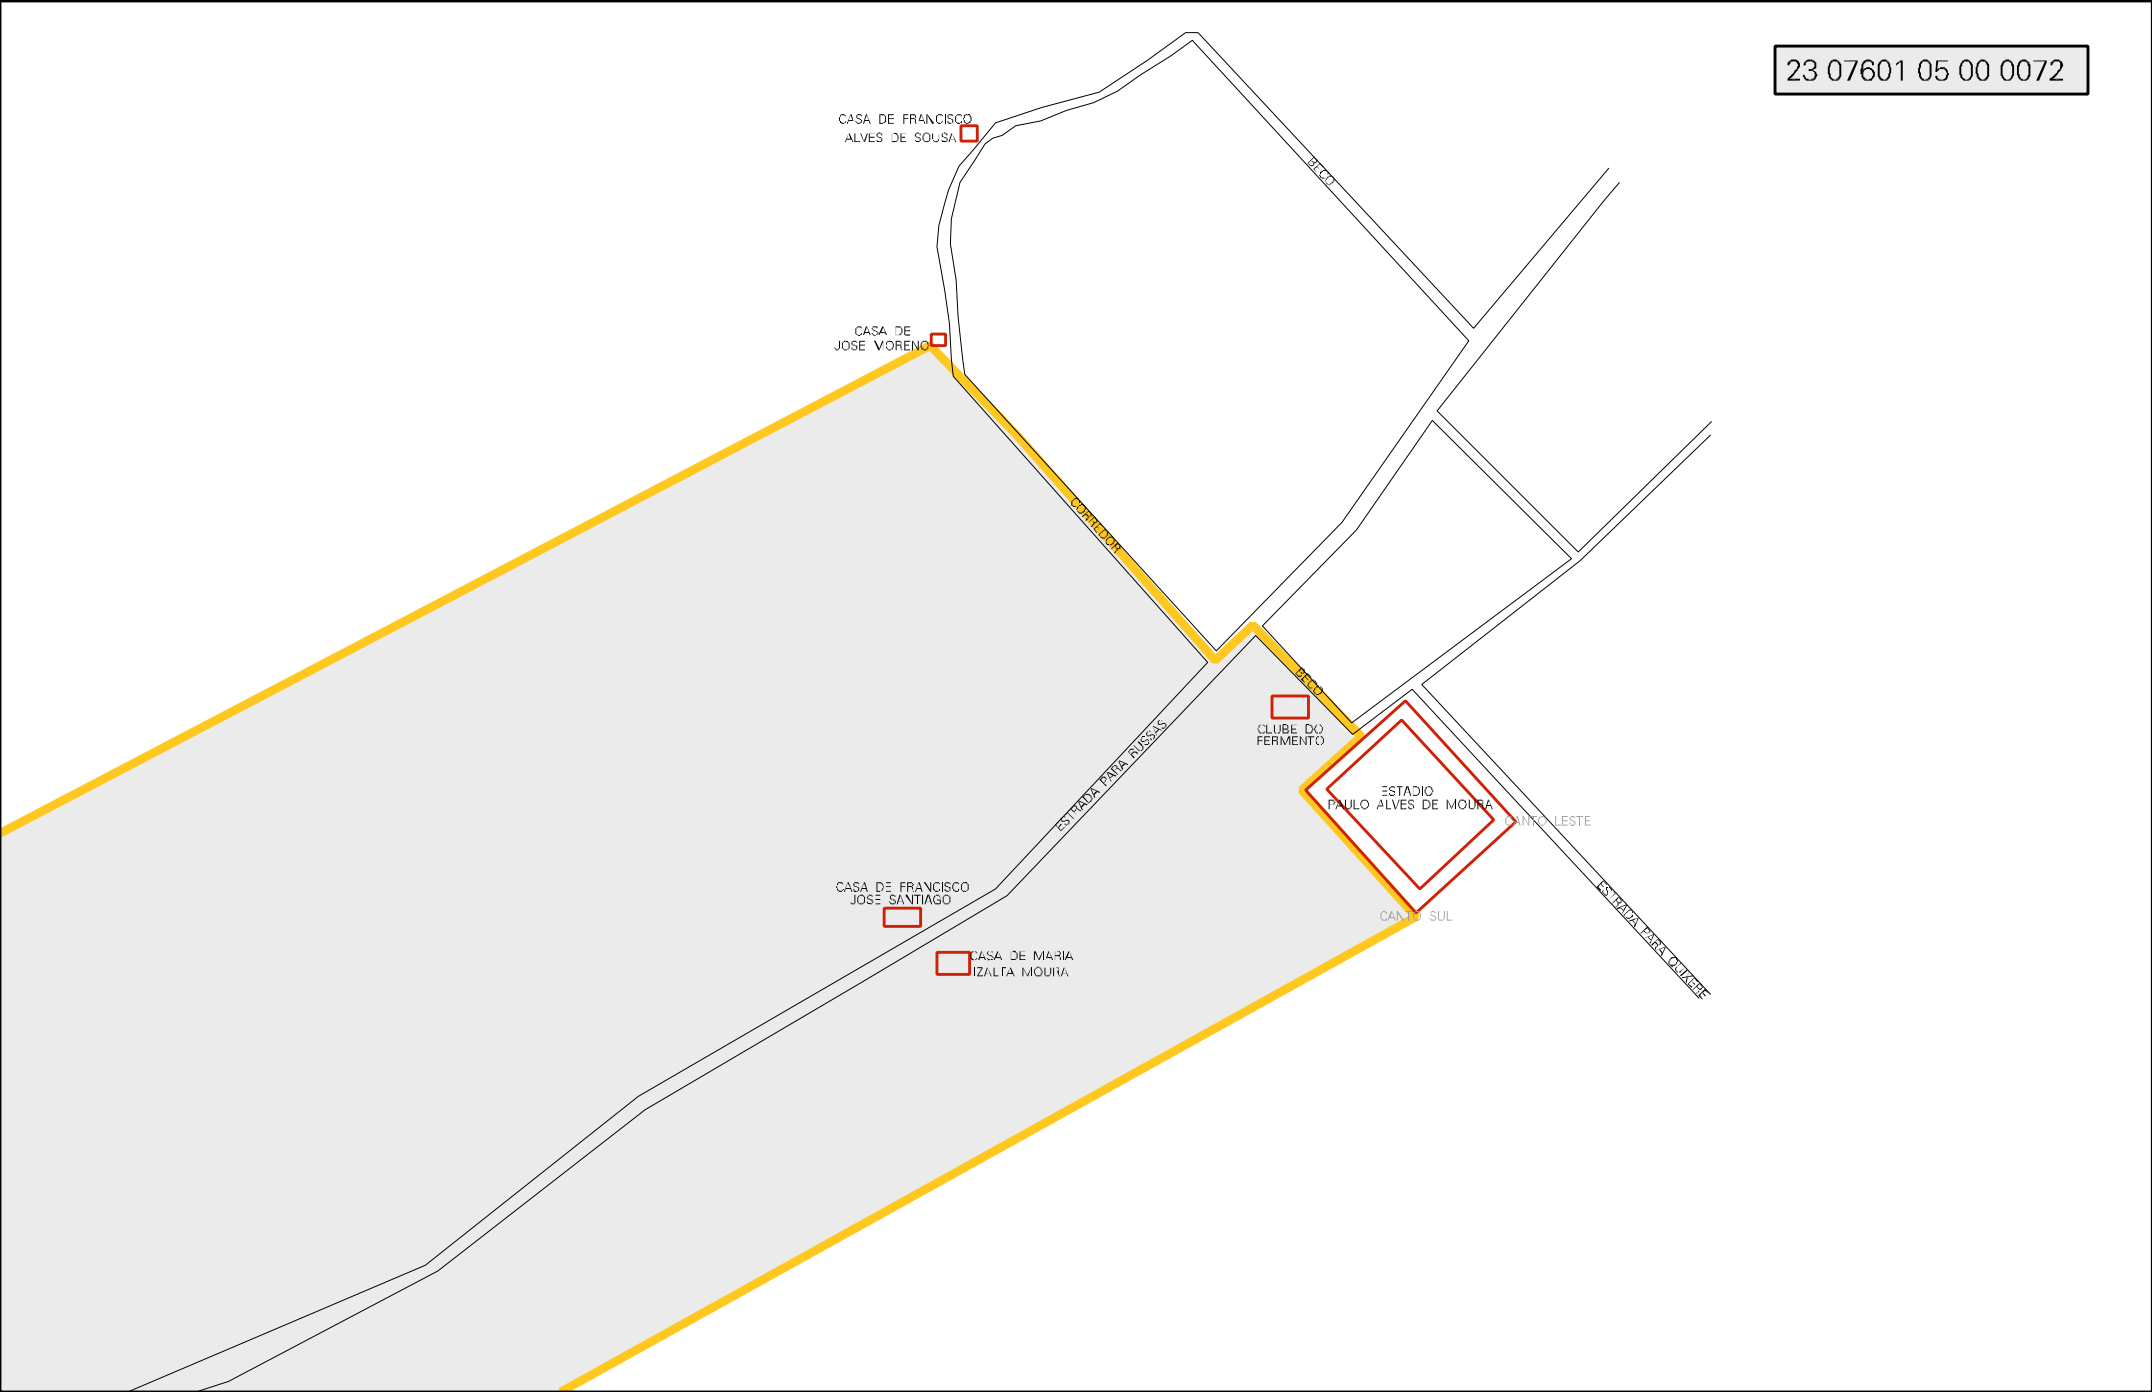 23 07601 05 00 0072
CASA DE FRANCISCO
ALVES DE SOUSA
BECO
CASA DE
JOSE MORENO
CORREDOR
BECO
CLUBE DO
FERMENTO
ESTRADA PARA RUSSAS
ESTADIO
PAULO ALVES DE MOURA
CANTO LESTE
CASA DE FRANCISCO
JOSE SANTIAGO
ESTRADA PARA QUIXERE
CANTO SUL
CASA DE MARIA
IZALTA MOURA